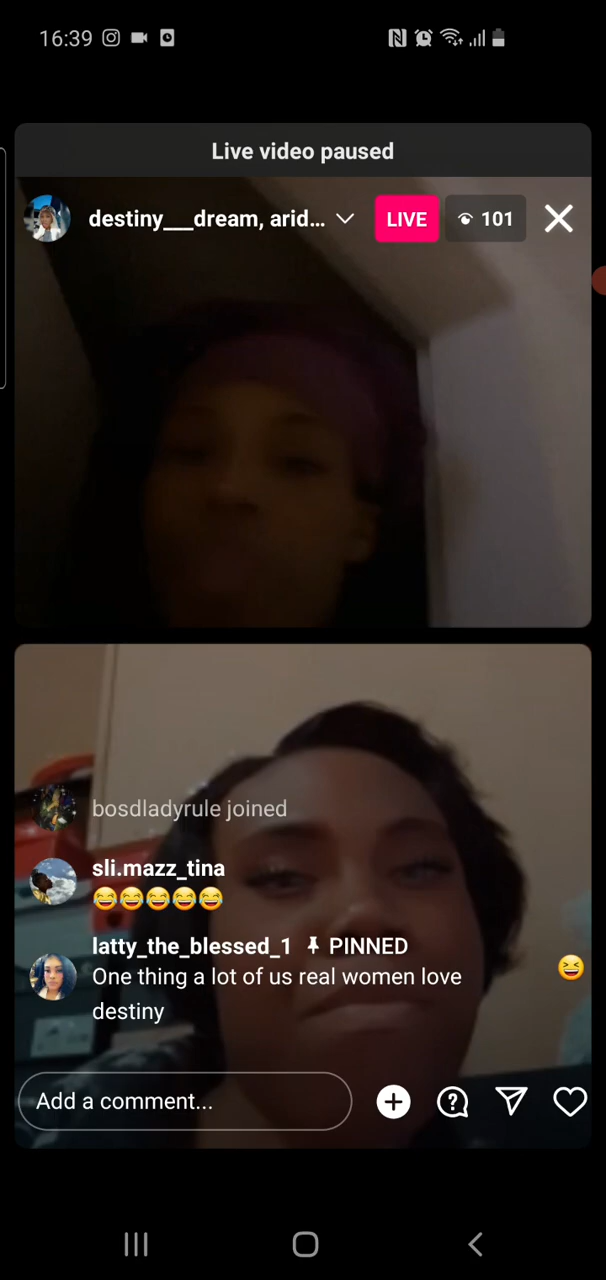 16:39
Live video paused
destiny___dream, arid... LIVE 101
bosdladyrule joined
sli.mazz_tina
😂😂😂😂😂
latty_the_blessed_1 PINNED
One thing a lot of us real women love
destiny
Add a comment...